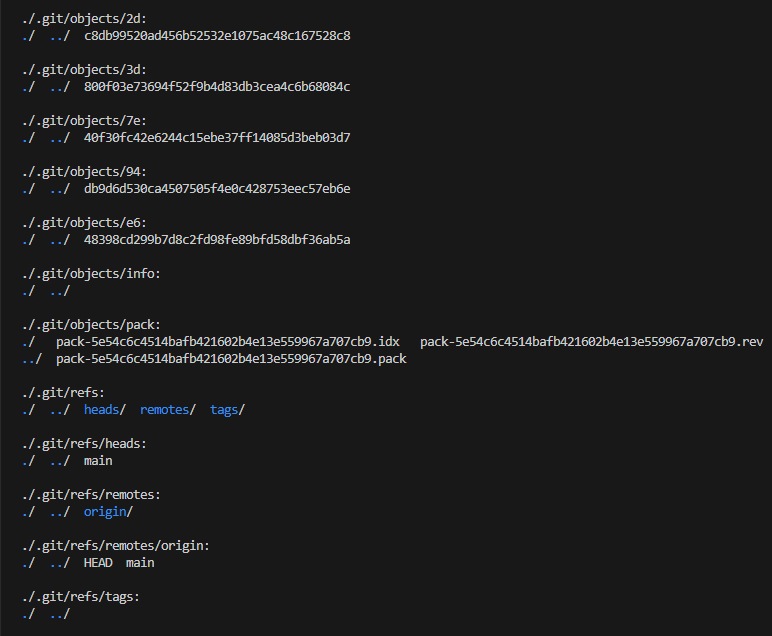 ./.git/objects/2d:
./  ../  c8db99520ad456b52532e1075ac48c167528c8
./.git/objects/3d:
./  ../  800f03e73694f52f9b4d83db3cea4c6b68084c
./.git/objects/7e:
./  ../  40f30fc42e6244c15ebe37ff14085d3beb03d7
./.git/objects/94:
./  ../  db9d6d530ca4507505f4e0c428753eec57eb6e
./.git/objects/e6:
./  ../  48398cd299b7d8c2fd98fe89bfd58dbf36ab5a
./.git/objects/info:
./  ../
./.git/objects/pack:
./   pack-5e54c6c4514bafb421602b4e13e559967a707cb9.idx   pack-5e54c6c4514bafb421602b4e13e559967a707cb9.rev
../  pack-5e54c6c4514bafb421602b4e13e559967a707cb9.pack
./.git/refs:
./  ../  heads/  remotes/  tags/
./.git/refs/heads:
./  ../  main
./.git/refs/remotes:
./  ../  origin/
./.git/refs/remotes/origin:
./  ../  HEAD  main
./.git/refs/tags:
./  ../